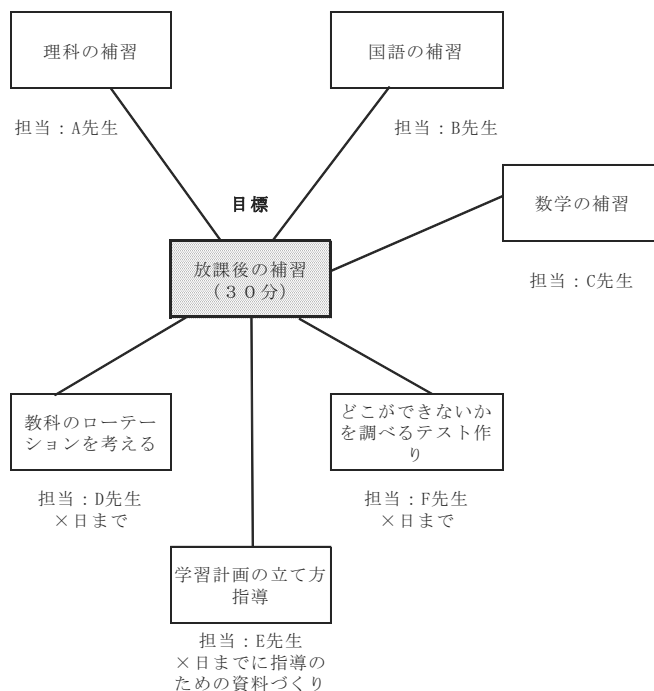 理科の補習
国語の補習
担当：A先生
担当：B先生
数学の補習
目標
担当：C先生
放課後の補習
（３０分）
教科のローテー
ションを考える
どこができないか
を調べるテスト作
り
担当：D先生
×日まで
担当：F先生
×日まで
学習計画の立て方
指導
担当：E先生
×日までに指導の
ための資料づくり